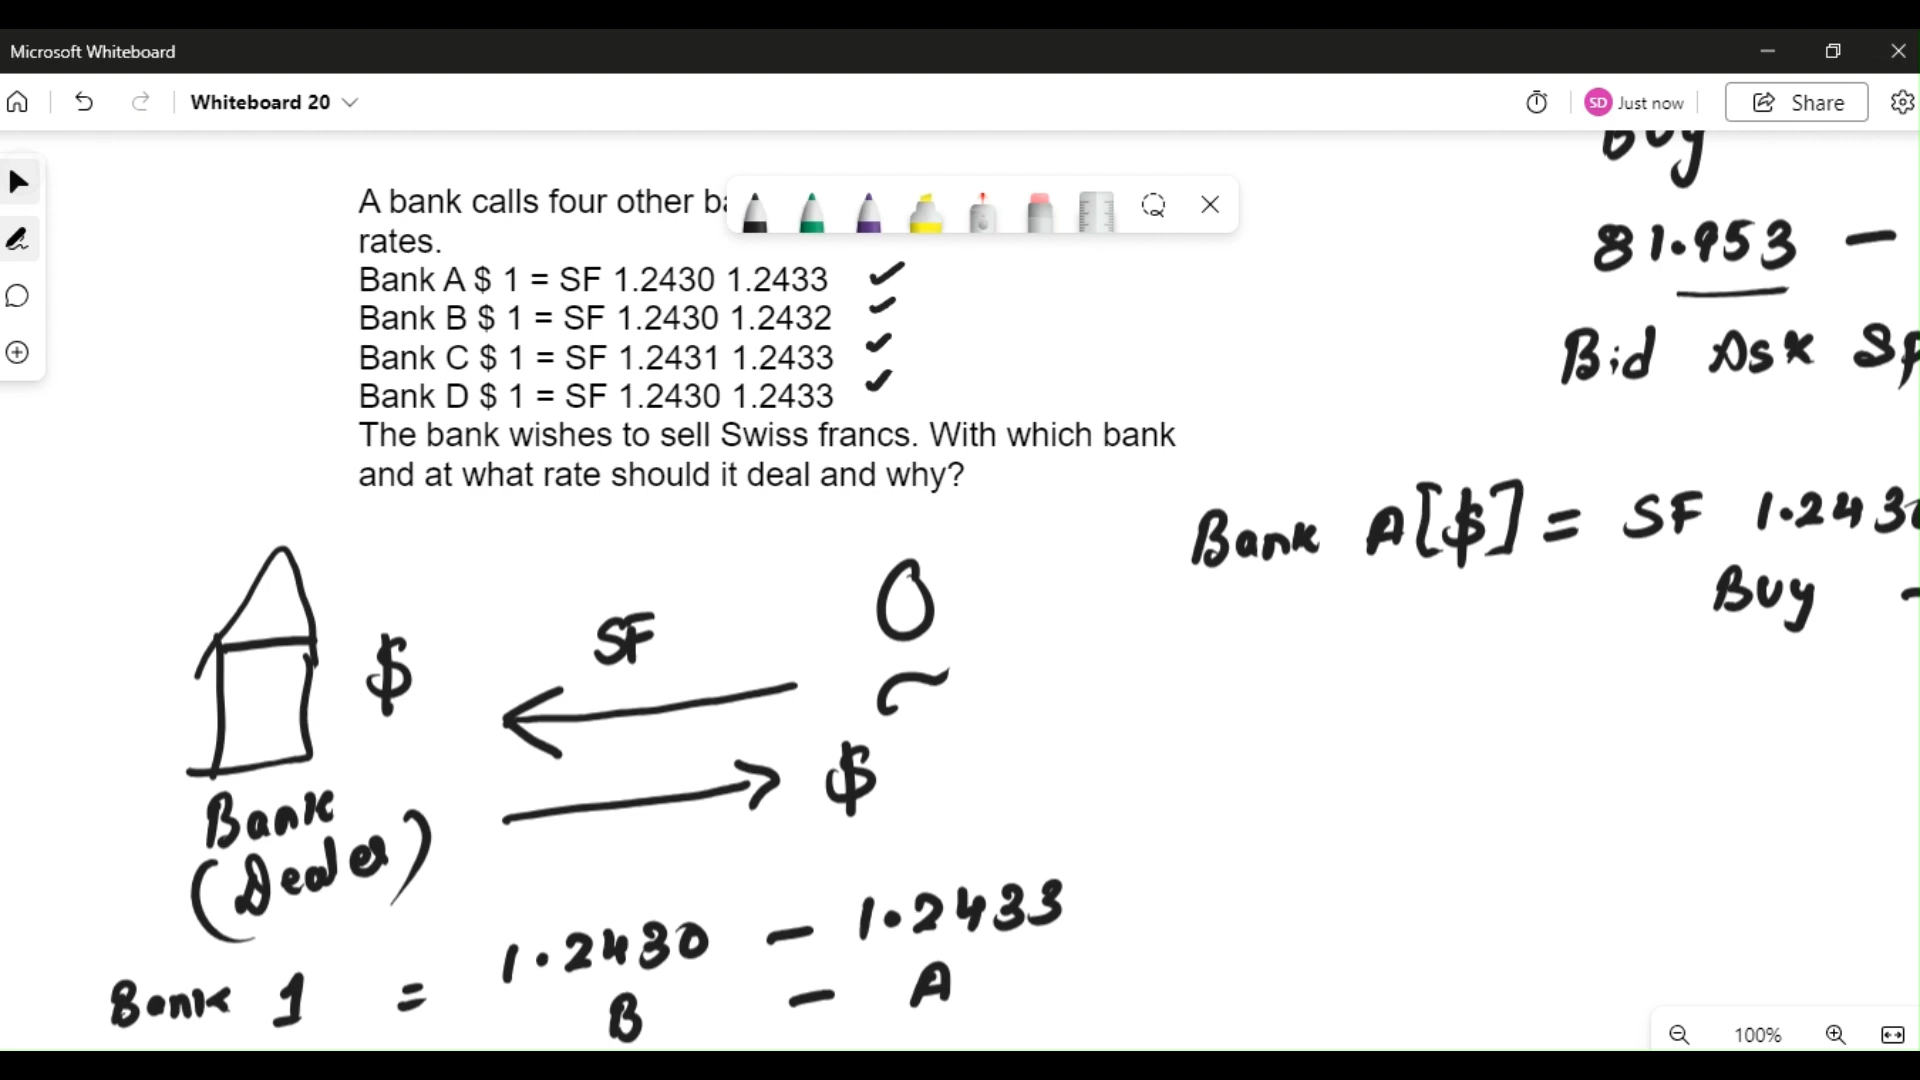 Microsoft Whiteboard
Whiteboard 20
SD Just now
Share
A bank calls four other
rates.
Bank A $ 1 = SF 1.2430 1.2433
Bank B $ 1 = SF 1.2430 1.2432
Bank C $ 1 = SF 1.2431 1.2433
Bank D $ 1 = SF 1.2430 1.2433
The bank wishes to sell Swiss francs. With which bank
and at what rate should it deal and why?
Buy
81.953 -
Bid Ask
Bank A[$] = SF 1.2430
Buy -
SF
$
$
Bank
(Dealer)
Bank 1 = 1.2430 - 1.2433
B - A
100%